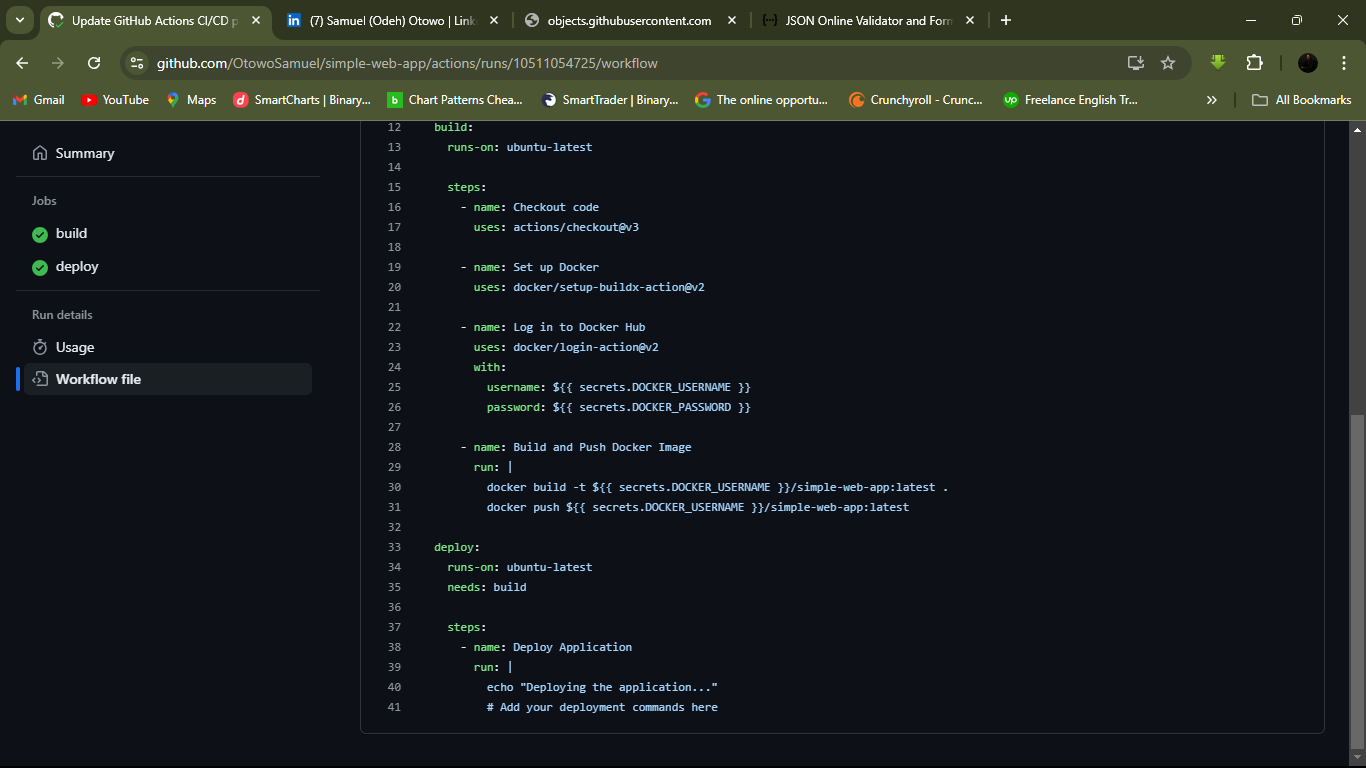 Update GitHub Actions CI/CD p
(7) Samuel (Odeh) Otowo | Link
objects.githubusercontent.com
JSON Online Validator and Form
github.com/OtowoSamuel/simple-web-app/actions/runs/10511054725/workflow
Gmail
YouTube
Maps
SmartCharts | Binary...
Chart Patterns Chea...
SmartTrader | Binary...
The online opportu...
Crunchyroll - Crunc...
Freelance English Tr...
»
All Bookmarks
Summary
Jobs
build
deploy
Run details
Usage
Workflow file
12 build:
13 runs-on: ubuntu-latest
14
15 steps:
16 - name: Checkout code
17 uses: actions/checkout@v3
18
19 - name: Set up Docker
20 uses: docker/setup-buildx-action@v2
21
22 - name: Log in to Docker Hub
23 uses: docker/login-action@v2
24 with:
25 username: ${{ secrets.DOCKER_USERNAME }}
26 password: ${{ secrets.DOCKER_PASSWORD }}
27
28 - name: Build and Push Docker Image
29 run: |
30 docker build -t ${{ secrets.DOCKER_USERNAME }}/simple-web-app:latest .
31 docker push ${{ secrets.DOCKER_USERNAME }}/simple-web-app:latest
32
33 deploy:
34 runs-on: ubuntu-latest
35 needs: build
36
37 steps:
38 - name: Deploy Application
39 run: |
40 echo "Deploying the application..."
41 # Add your deployment commands here